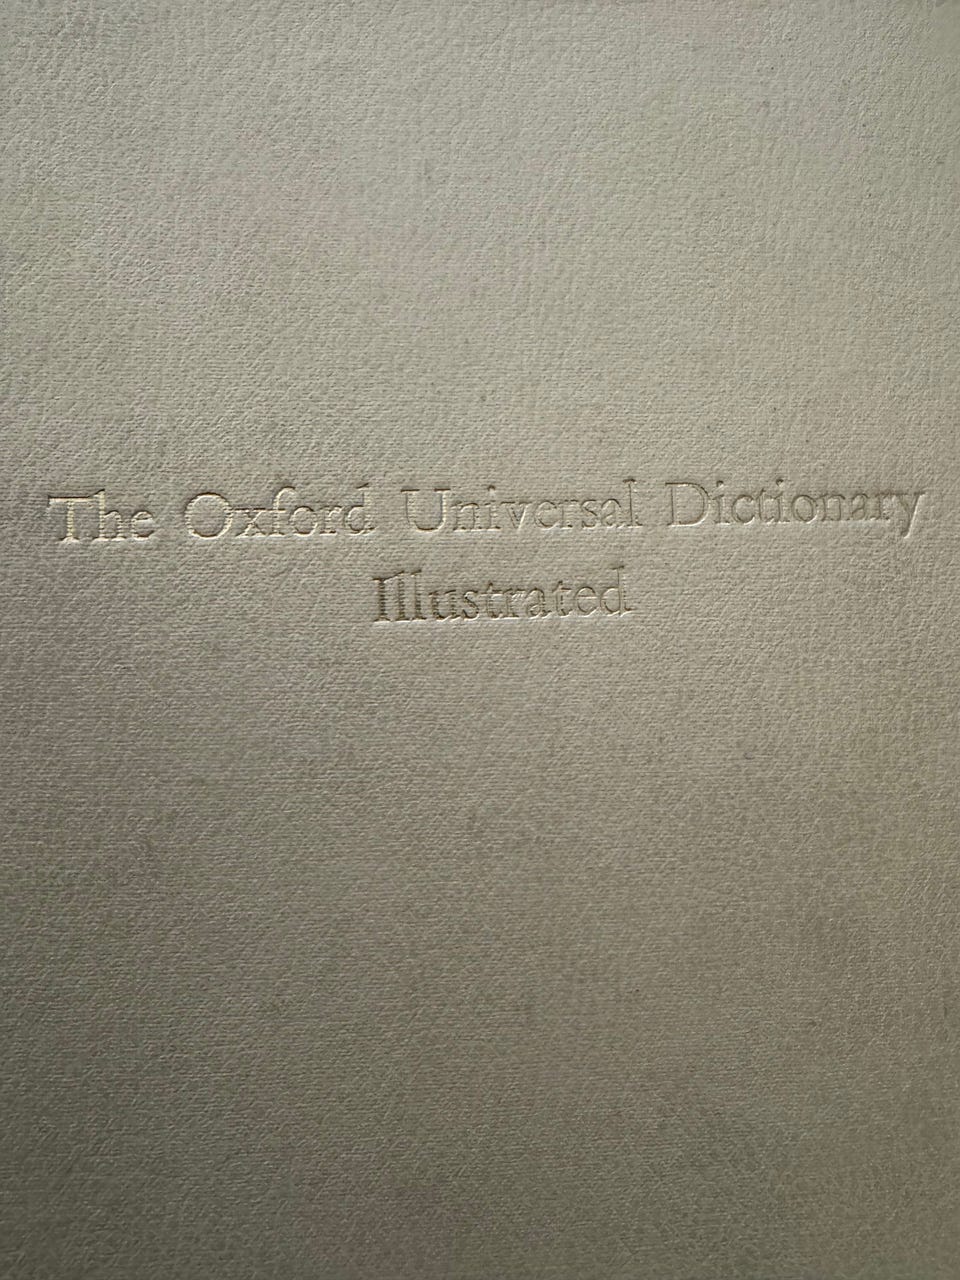 The Oxford Universal Dictionary
Illustrated